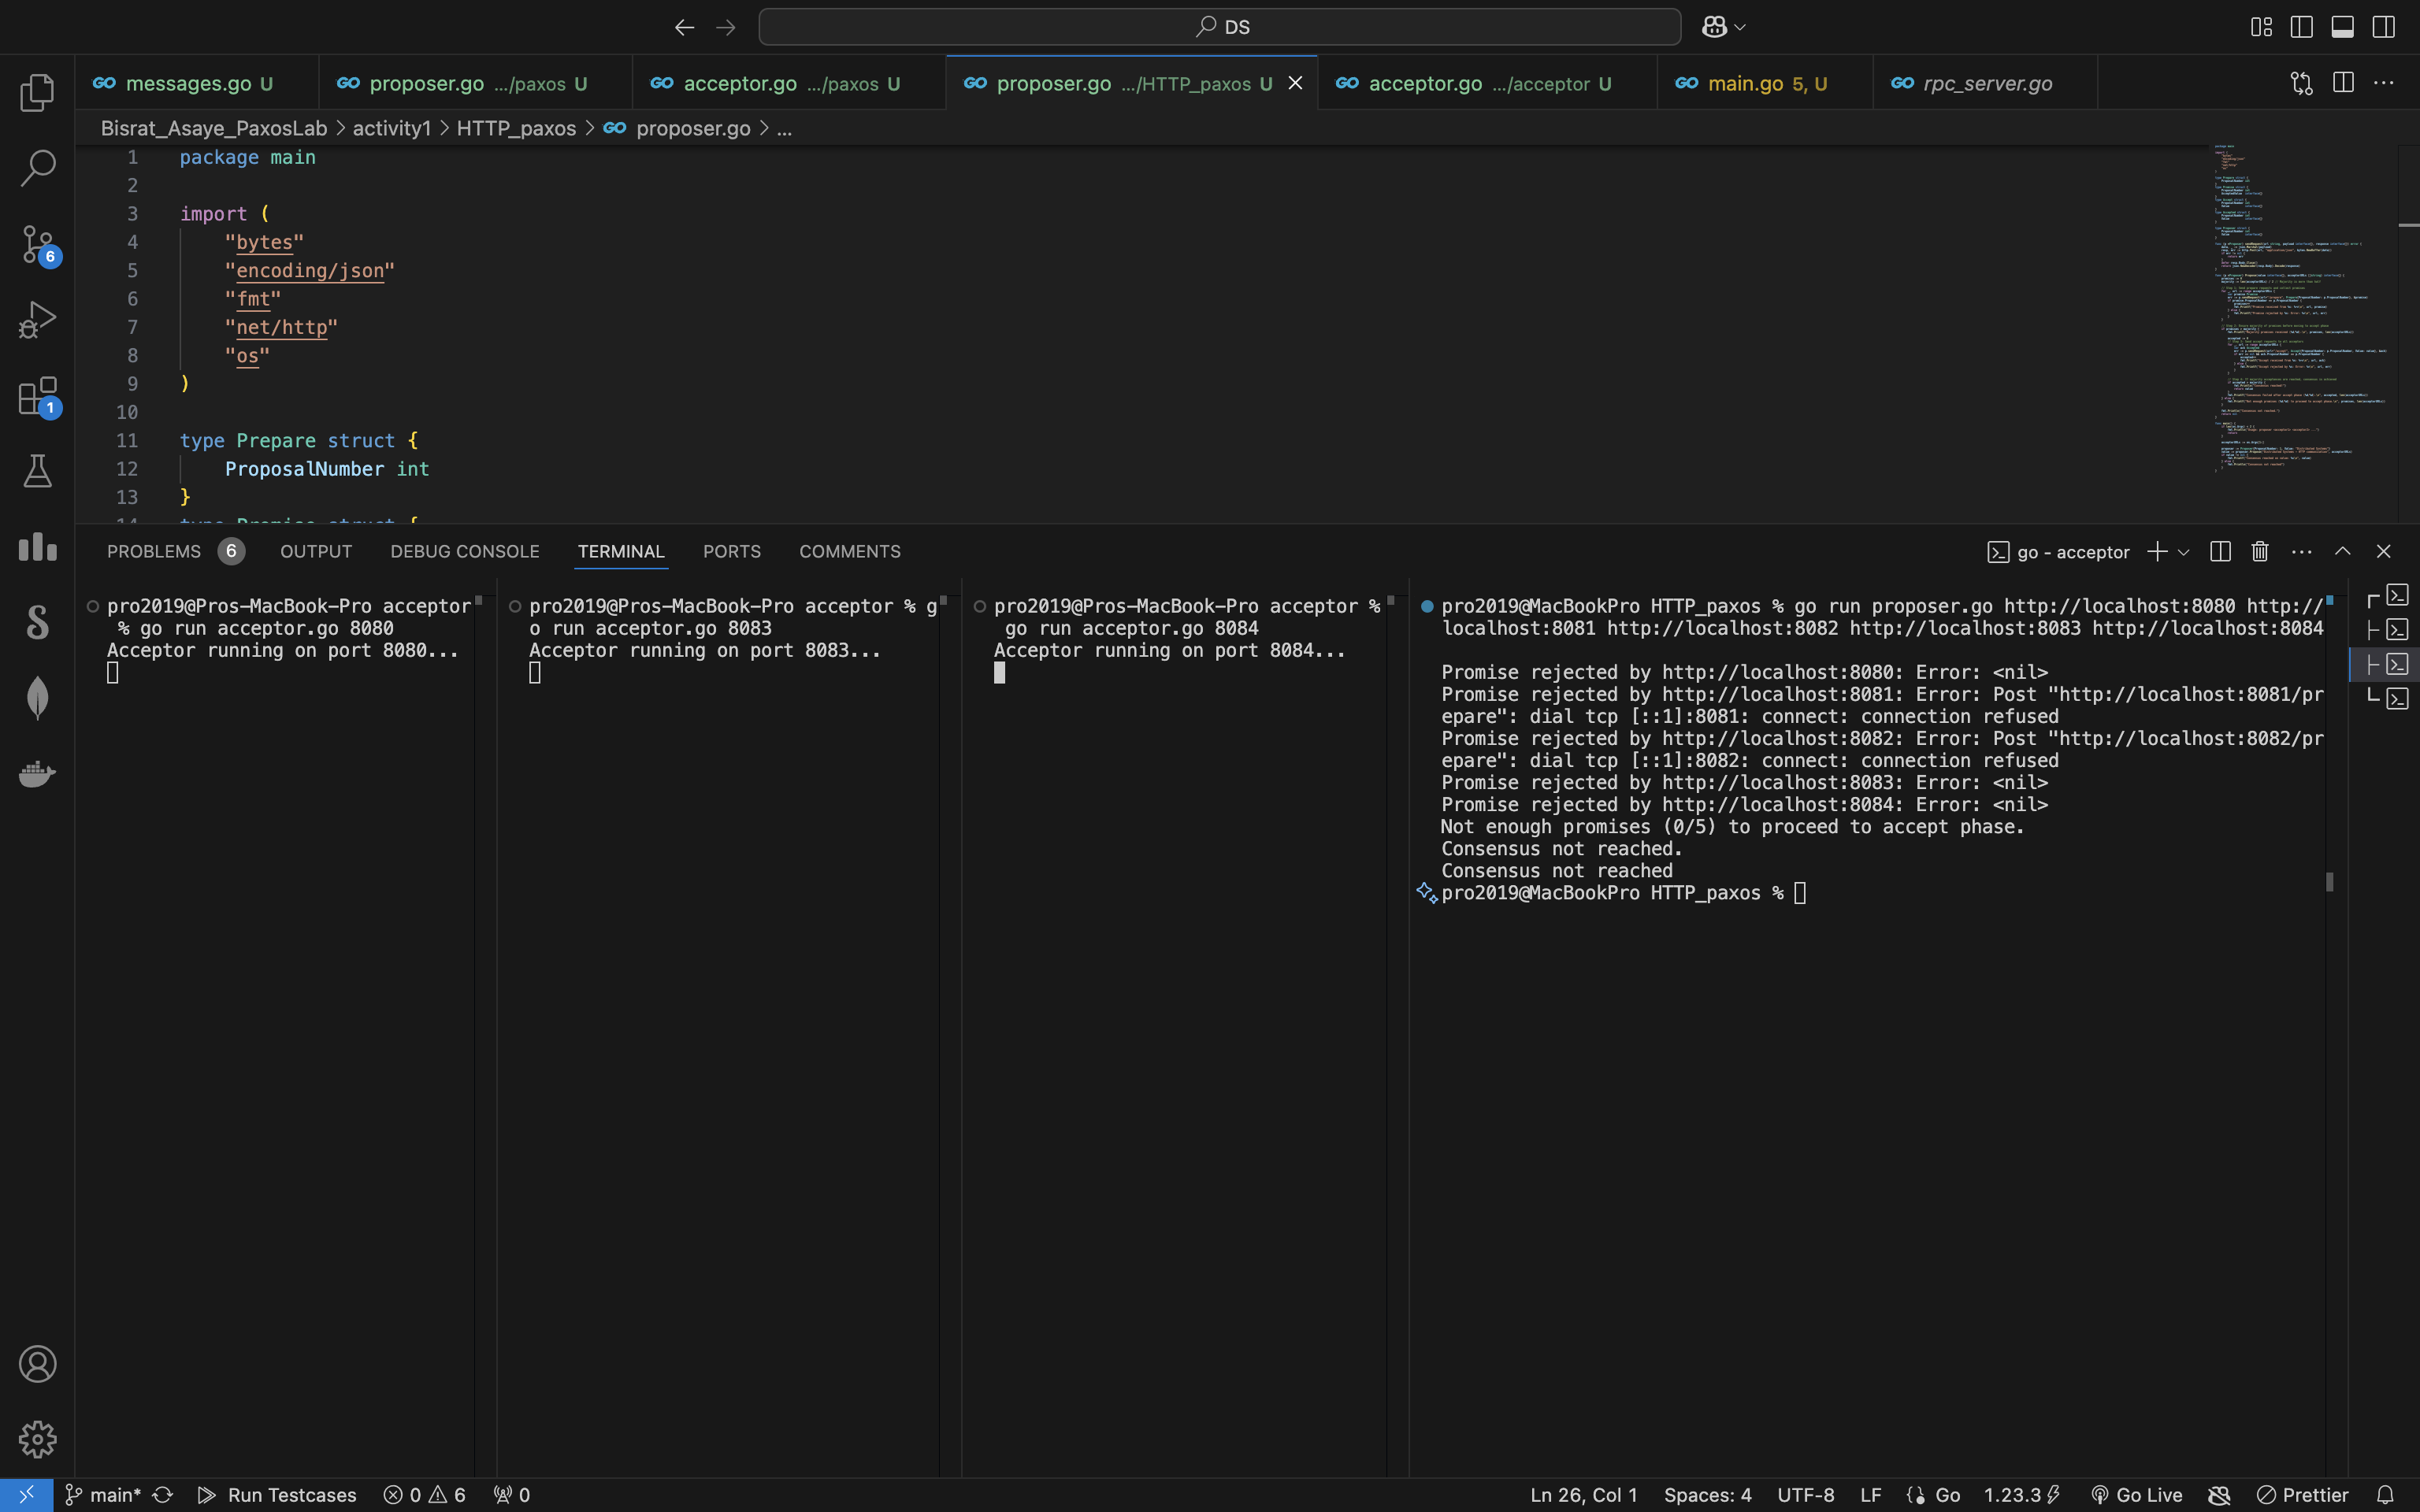 DS
messages.go U
proposer.go .../paxos U
acceptor.go .../paxos U
proposer.go .../HTTP_paxos U
acceptor.go .../acceptor U
main.go 5, U
rpc_server.go
Bisrat_Asaye_PaxosLab > activity1 > HTTP_paxos > proposer.go > ...
1 package main
2
3 import (
4 "bytes"
5 "encoding/json"
6 "fmt"
7 "net/http"
8 "os"
9 )
10
11 type Prepare struct {
12 ProposalNumber int
13 }
14 type Promise struct {
6
1
PROBLEMS 6 OUTPUT DEBUG CONSOLE TERMINAL PORTS COMMENTS
go - acceptor
pro2019@Pros-MacBook-Pro acceptor
% go run acceptor.go 8080
Acceptor running on port 8080...
pro2019@Pros-MacBook-Pro acceptor % g
o run acceptor.go 8083
Acceptor running on port 8083...
pro2019@Pros-MacBook-Pro acceptor %
go run acceptor.go 8084
Acceptor running on port 8084...
pro2019@MacBookPro HTTP_paxos % go run proposer.go http://localhost:8080 http://
localhost:8081 http://localhost:8082 http://localhost:8083 http://localhost:8084
Promise rejected by http://localhost:8080: Error: <nil>
Promise rejected by http://localhost:8081: Error: Post "http://localhost:8081/pr
epare": dial tcp [::1]:8081: connect: connection refused
Promise rejected by http://localhost:8082: Error: Post "http://localhost:8082/pr
epare": dial tcp [::1]:8082: connect: connection refused
Promise rejected by http://localhost:8083: Error: <nil>
Promise rejected by http://localhost:8084: Error: <nil>
Not enough promises (0/5) to proceed to accept phase.
Consensus not reached.
Consensus not reached
pro2019@MacBookPro HTTP_paxos %
main* Run Testcases 0 6 0
Ln 26, Col 1 Spaces: 4 UTF-8 LF Go 1.23.3 Go Live Prettier